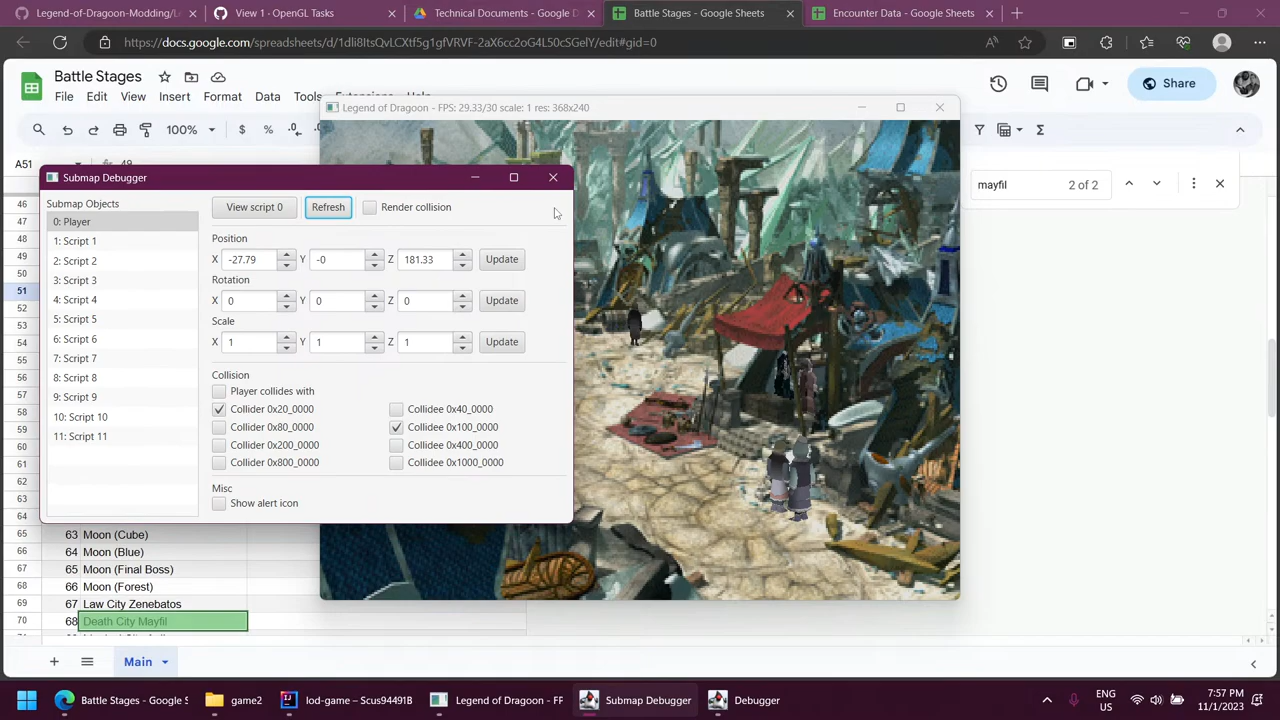 Legend-of-Dragoon-Modding/L
View 1 - OpenGL Tasks
Technical Documents - Google D
Battle Stages - Google Sheets
Encounter Data - Google Sheets
https://docs.google.com/spreadsheets/d/1dli8ItsQvLCXtf5g1gfVRVF-2aX6cc2oG4L50cSGelY/edit#gid=0
Battle Stages
File Edit View Insert Format Data Tools Extensions Help
Share
100% $ %
A51 49
mayfil 2 of 2
Legend of Dragoon - FPS: 29.33/30 scale: 1 res: 368x240
Submap Debugger
Submap Objects
0: Player
1: Script 1
2: Script 2
3: Script 3
4: Script 4
5: Script 5
6: Script 6
7: Script 7
8: Script 8
9: Script 9
10: Script 10
11: Script 11
View script 0 Refresh Render collision
Position
X -27.79 Y -0 Z 181.33 Update
Rotation
X 0 Y 0 Z 0 Update
Scale
X 1 Y 1 Z 1 Update
Collision
Player collides with
Collider 0x20_0000 Collidee 0x40_0000
Collider 0x80_0000 Collidee 0x100_0000
Collider 0x200_0000 Collidee 0x400_0000
Collider 0x800_0000 Collidee 0x1000_0000
Misc
Show alert icon
46
47
48
49
50
51
52
53
54
55
56
57
58
59
60
61
62
63
64
65 63 Moon (Cube)
66 64 Moon (Blue)
67 65 Moon (Final Boss)
68 66 Moon (Forest)
69 67 Law City Zenebatos
70 68 Death City Mayfil
Main
Battle Stages - Google S
game2
lod-game – Scus94491B
Legend of Dragoon - FF
Submap Debugger
Debugger
ENG
US
7:57 PM
11/1/2023